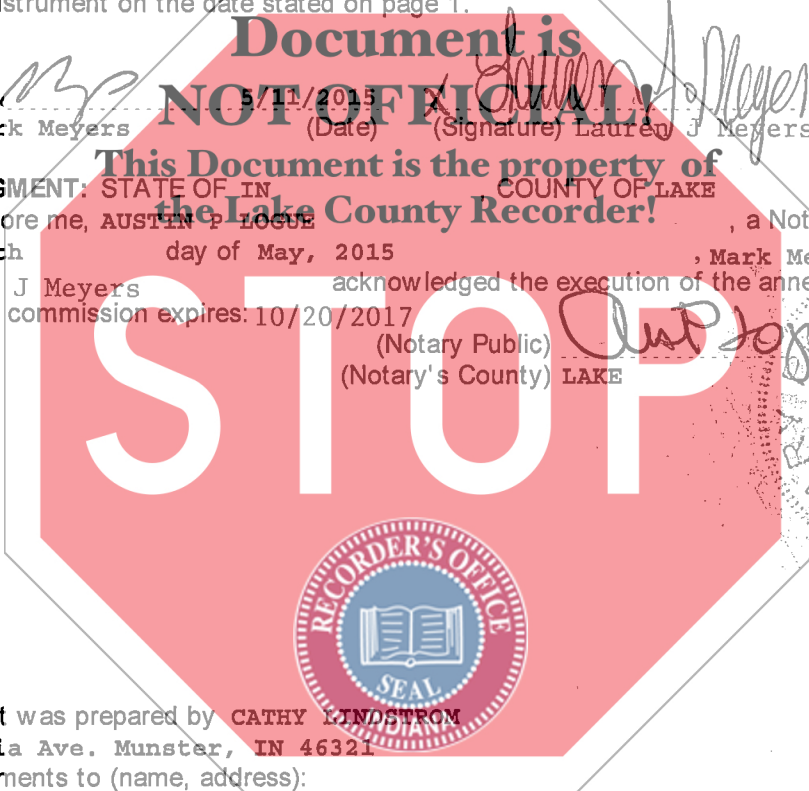 nstrument on the date stated on page 1.
Document is
NOT OFFICIAL!
5/11/2015
rk Meyers (Date) (Signature) Lauren J Meyers
This Document is the property of
GMENT: STATE OF IN , COUNTY OF LAKE
the Lake County Recorder!
ore me, AUSTIN P LOGUE , a Not
day of May, 2015 , Mark Me
J Meyers acknowledged the execution of the anne
commission expires: 10/20/2017
(Notary Public)
(Notary's County) LAKE
STOP
RECORDER'S OFFICE
SEAL
INDIANA
t was prepared by CATHY LINDSTROM
ia Ave. Munster, IN 46321
ments to (name, address):